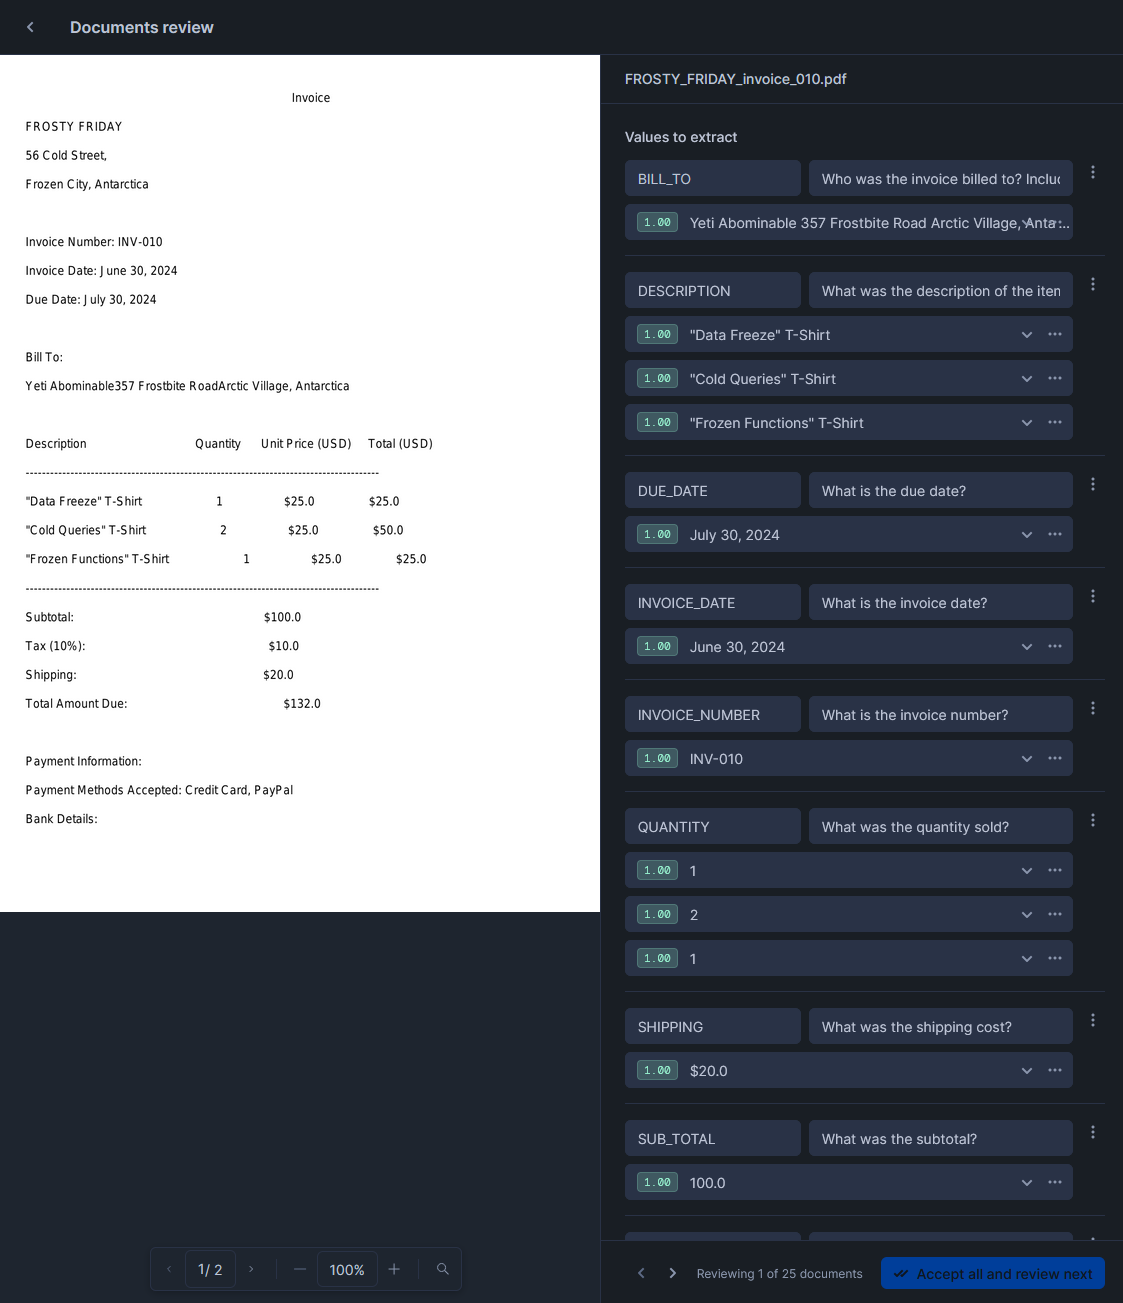 Documents review
Invoice
FROSTY FRIDAY
56 Cold Street,
Frozen City, Antarctica
Invoice Number: INV-010
Invoice Date: June 30, 2024
Due Date: July 30, 2024
Bill To:
Yeti Abominable357 Frostbite RoadArctic Village, Antarctica
Description Quantity Unit Price (USD) Total (USD)
"Data Freeze" T-Shirt 1 $25.0 $25.0
"Cold Queries" T-Shirt 2 $25.0 $50.0
"Frozen Functions" T-Shirt 1 $25.0 $25.0
Subtotal: $100.0
Tax (10%): $10.0
Shipping: $20.0
Total Amount Due: $132.0
Payment Information:
Payment Methods Accepted: Credit Card, PayPal
Bank Details:
1/ 2 100%
FROSTY_FRIDAY_invoice_010.pdf
Values to extract
BILL_TO Who was the invoice billed to?
1.00 Yeti Abominable 357 Frostbite Road Arctic Village, Anta...
DESCRIPTION What was the description of the
1.00 "Data Freeze" T-Shirt
1.00 "Cold Queries" T-Shirt
1.00 "Frozen Functions" T-Shirt
DUE_DATE What is the due date?
1.00 July 30, 2024
INVOICE_DATE What is the invoice date?
1.00 June 30, 2024
INVOICE_NUMBER What is the invoice number?
1.00 INV-010
QUANTITY What was the quantity sold?
1.00 1
1.00 2
1.00 1
SHIPPING What was the shipping cost?
1.00 $20.0
SUB_TOTAL What was the subtotal?
1.00 100.0
Reviewing 1 of 25 documents Accept all and review next